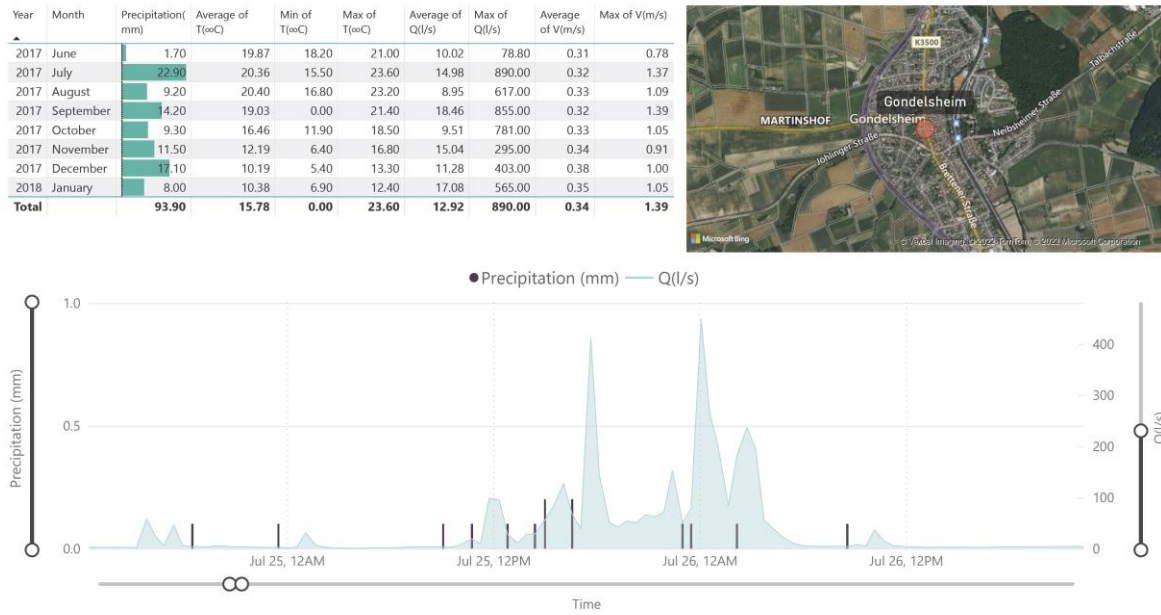 Year Month Precipitation( mm) Average of T(∞C) Min of T(∞C) Max of T(∞C) Average of Q(l/s) Max of Q(l/s) Average of V(m/s) Max of V(m/s)
2017 June 1.70 19.87 18.20 21.00 10.02 78.80 0.31 0.78
2017 July 22.90 20.36 15.50 23.60 14.98 890.00 0.32 1.37
2017 August 9.20 20.40 16.80 23.20 8.95 617.00 0.33 1.09
2017 September 14.20 19.03 0.00 21.40 18.46 855.00 0.32 1.39
2017 October 9.30 16.46 11.90 18.50 9.51 781.00 0.33 1.05
2017 November 11.50 12.19 6.40 16.80 15.04 295.00 0.34 0.91
2017 December 17.10 10.19 5.40 13.30 11.28 403.00 0.38 1.00
2018 January 8.00 10.38 6.90 12.40 17.08 565.00 0.35 1.05
Total 93.90 15.78 0.00 23.60 12.92 890.00 0.34 1.39
K3500
Talbachstraße
Gondelsheim
MARTINSHOF
Gondelsheim
Neibsheimer Straße
Jöhlinger Straße
Brettener Straße
Microsoft Bing
© Vexcel Imaging, © 2022 TomTom, © 2022 Microsoft Corporation
Precipitation (mm) Q(l/s)
1.0
400
300
0.5
200
100
0.0
0
Precipitation (mm)
Q(l/s)
Jul 25, 12AM Jul 25, 12PM Jul 26, 12AM Jul 26, 12PM
Time